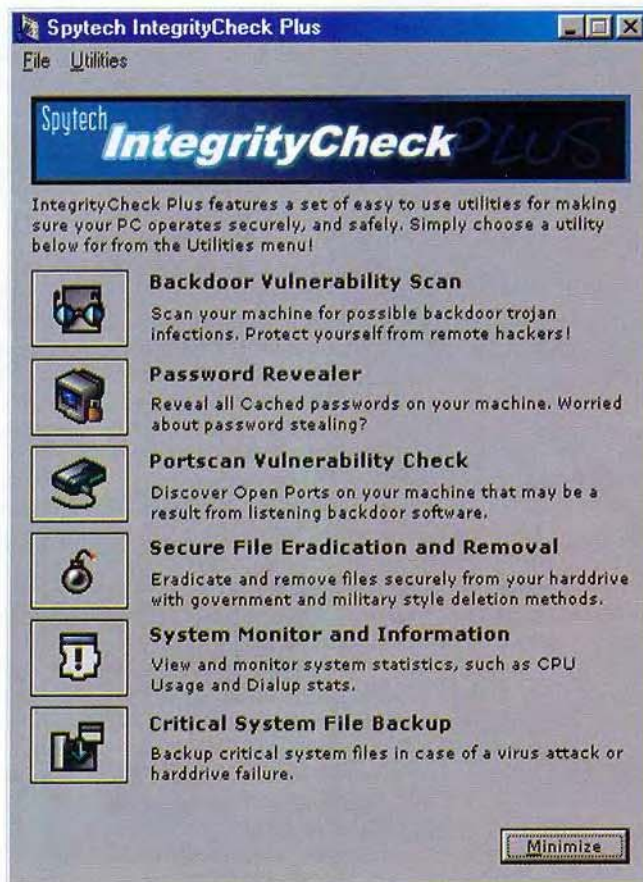 Spytech IntegrityCheck Plus
File Utilities
Spytech
IntegrityCheck PLUS
IntegrityCheck Plus features a set of easy to use utilities for making
sure your PC operates securely, and safely. Simply choose a utility
below for from the Utilities menu!
Backdoor Vulnerability Scan
Scan your machine for possible backdoor trojan
infections. Protect yourself from remote hackers!
Password Revealer
Reveal all Cached passwords on your machine. Worried
about password stealing?
Portscan Vulnerability Check
Discover Open Ports on your machine that may be a
result from listening backdoor software.
Secure File Eradication and Removal
Eradicate and remove files securely from your harddrive
with government and military style deletion methods.
System Monitor and Information
View and monitor system statistics, such as CPU
Usage and Dialup stats.
Critical System File Backup
Backup critical system files in case of a virus attack or
harddrive failure.
Minimize